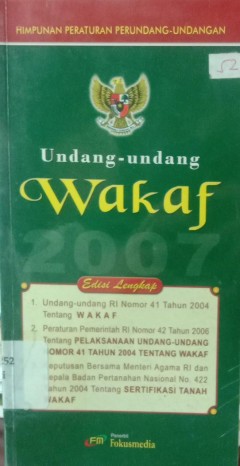 HIMPUNAN PERATURAN PERUNDANG-UNDANGAN
52
Undang-undang
Wakaf
2007
Edisi Lengkap
1. Undang-undang RI Nomor 41 Tahun 2004
Tentang WAKAF
2. Peraturan Pemerintah RI Nomor 42 Tahun 2006
Tentang PELAKSANAAN UNDANG-UNDANG
NOMOR 41 TAHUN 2004 TENTANG WAKAF
Keputusan Bersama Menteri Agama RI dan
Kepala Badan Pertanahan Nasional No. 422
Tahun 2004 Tentang SERTIFIKASI TANAH
WAKAF
252
FM Penerbit
Fokusmedia